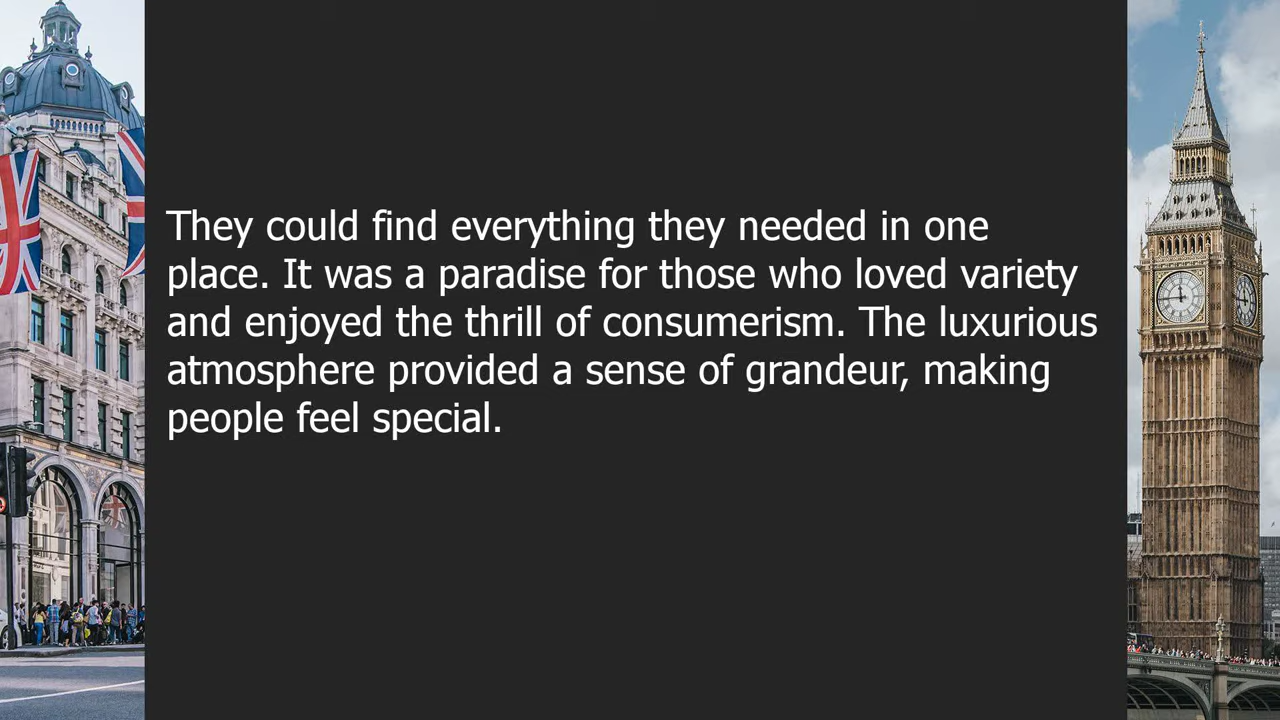 They could find everything they needed in one
place. It was a paradise for those who loved variety
and enjoyed the thrill of consumerism. The luxurious
atmosphere provided a sense of grandeur, making
people feel special.